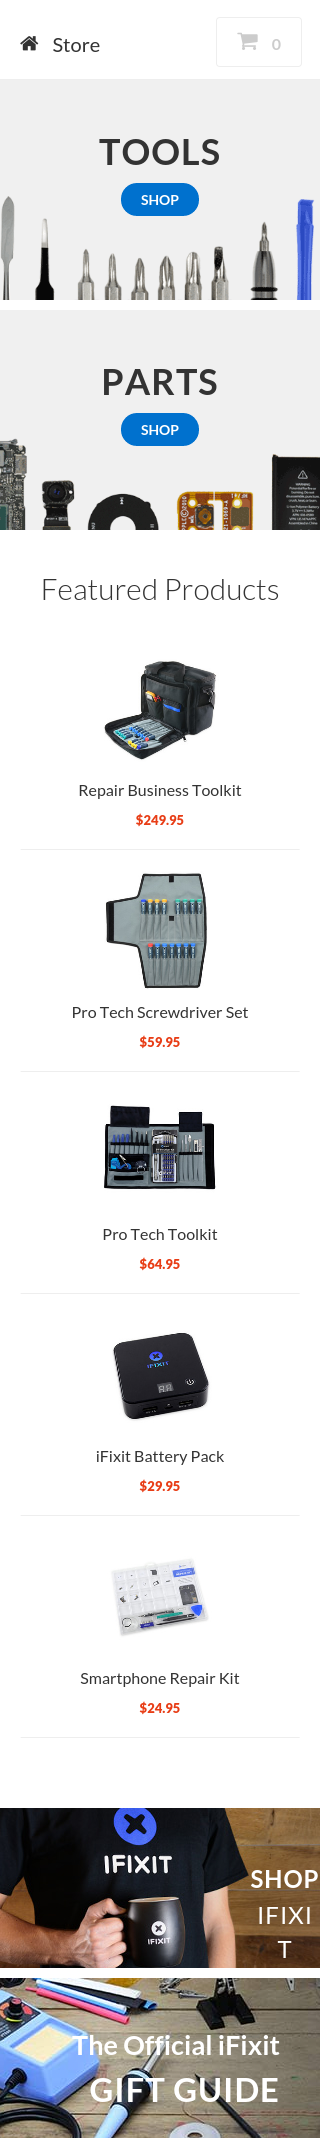 Store
0
TOOLS
SHOP
PARTS
SHOP
Featured Products
Repair Business Toolkit
$249.95
Pro Tech Screwdriver Set
$59.95
Pro Tech Toolkit
$64.95
IFIXIT
iFixit Battery Pack
$29.95
Smartphone Repair Kit
$24.95
IFIXIT
IFIXIT
SHOP
IFIXI
T
The Official iFixit
GIFT GUIDE